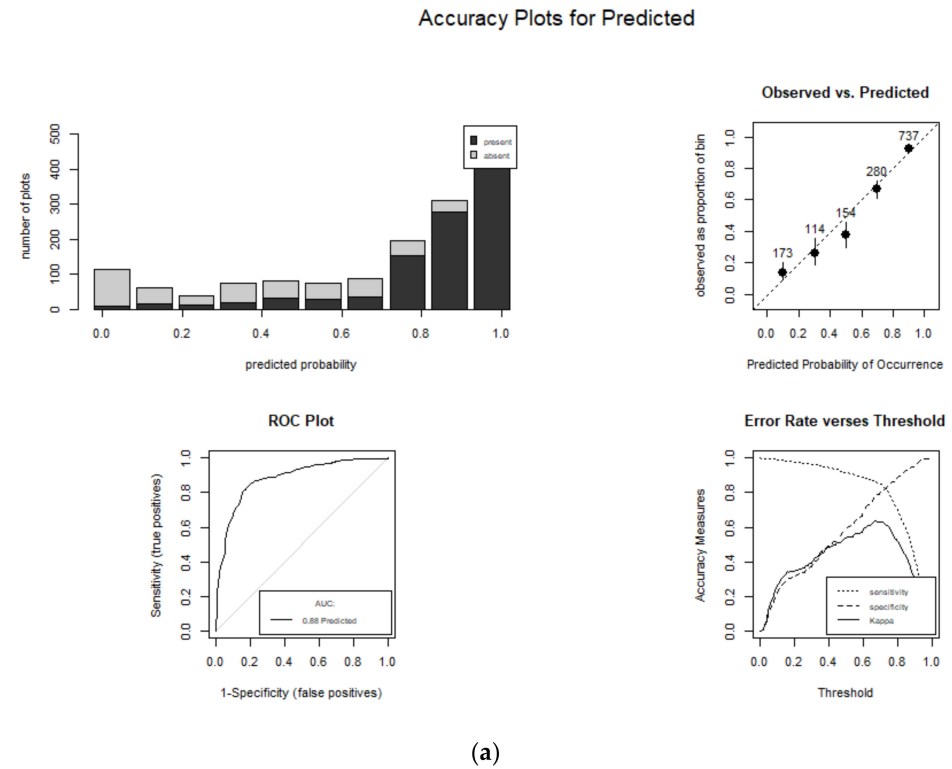 Accuracy Plots for Predicted
number of plots
500
400
300
200
100
0
present
absent
0.0 0.2 0.4 0.6 0.8 1.0
predicted probability
Observed vs. Predicted
observed as proportion of bin
1.0
0.8
0.6
0.4
0.2
0.0
737
280
154
114
173
0.0 0.2 0.4 0.6 0.8 1.0
Predicted Probability of Occurrence
ROC Plot
Sensitivity (true positives)
1.0
0.8
0.6
0.4
0.2
0.0
AUC:
0.88 Predicted
0.0 0.2 0.4 0.6 0.8 1.0
1-Specificity (false positives)
Error Rate verses Threshold
Accuracy Measures
1.0
0.8
0.6
0.4
0.2
0.0
sensitivity
specificity
Kappa
0.0 0.2 0.4 0.6 0.8 1.0
Threshold
(a)